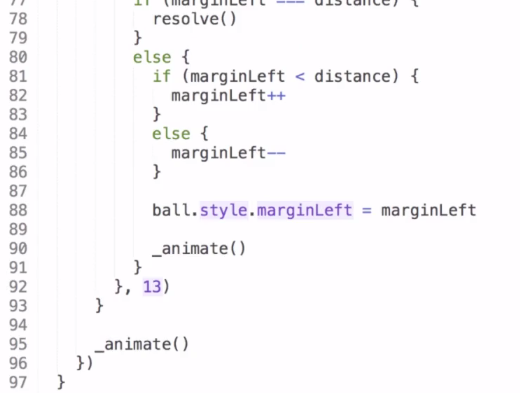 77 if (marginLeft === distance) {
78 resolve()
79 }
80 else {
81 if (marginLeft < distance) {
82 marginLeft++
83 }
84 else {
85 marginLeft--
86 }
87
88 ball.style.marginLeft = marginLeft
89
90 _animate()
91 }
92 }, 13)
93 }
94
95 _animate()
96 })
97 }